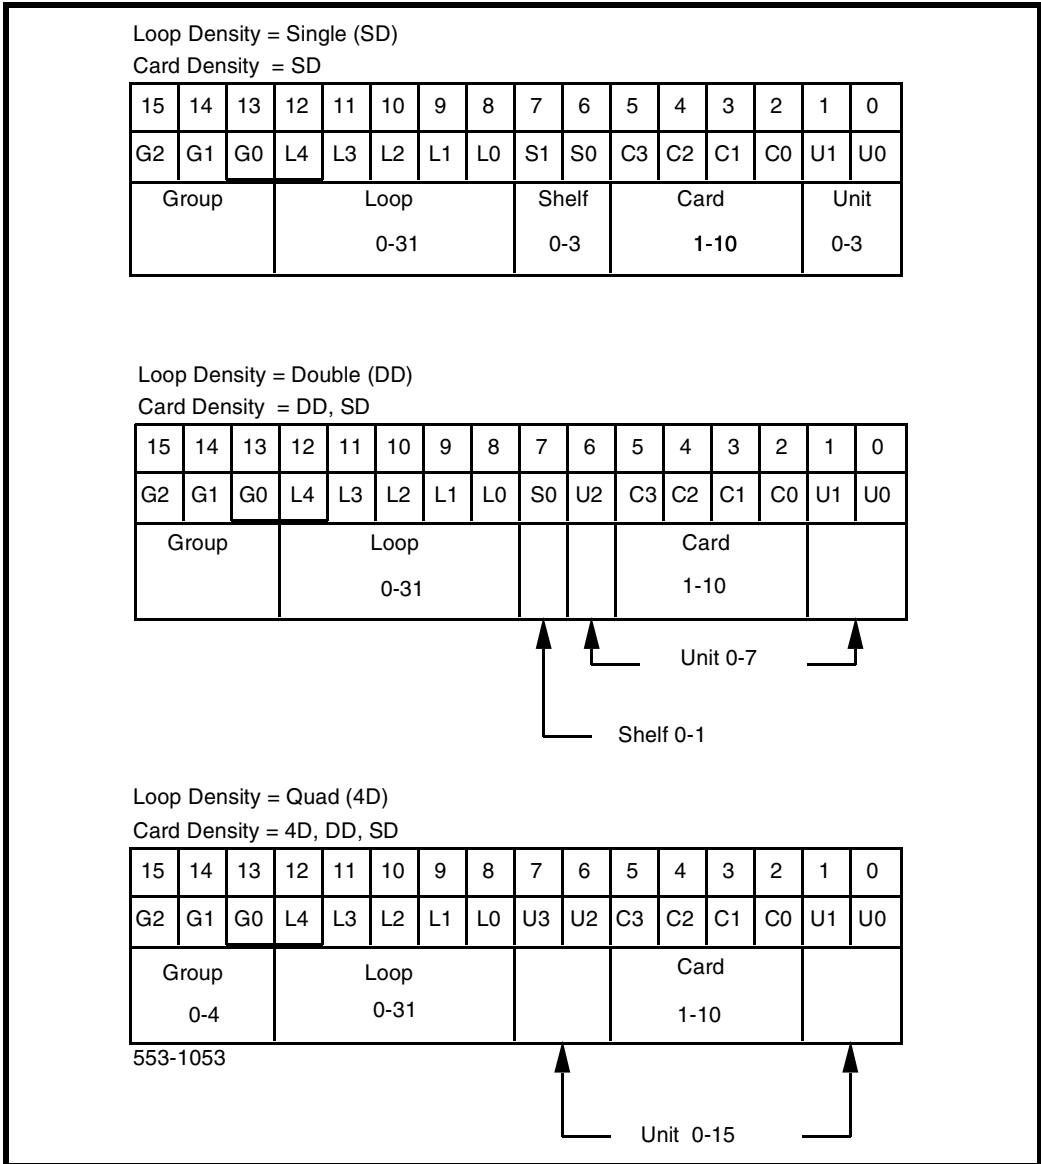 Loop Density = Single (SD)
Card Density = SD
15 14 13 12 11 10 9 8 7 6 5 4 3 2 1 0
G2 G1 G0 L4 L3 L2 L1 L0 S1 S0 C3 C2 C1 C0 U1 U0
Group Loop Shelf Card Unit
0-31 0-3 1-10 0-3
Loop Density = Double (DD)
Card Density = DD, SD
15 14 13 12 11 10 9 8 7 6 5 4 3 2 1 0
G2 G1 G0 L4 L3 L2 L1 L0 S0 U2 C3 C2 C1 C0 U1 U0
Group Loop Card
0-31 1-10
Unit 0-7
Shelf 0-1
Loop Density = Quad (4D)
Card Density = 4D, DD, SD
15 14 13 12 11 10 9 8 7 6 5 4 3 2 1 0
G2 G1 G0 L4 L3 L2 L1 L0 U3 U2 C3 C2 C1 C0 U1 U0
Group Loop Card
0-4 0-31 1-10
553-1053
Unit 0-15